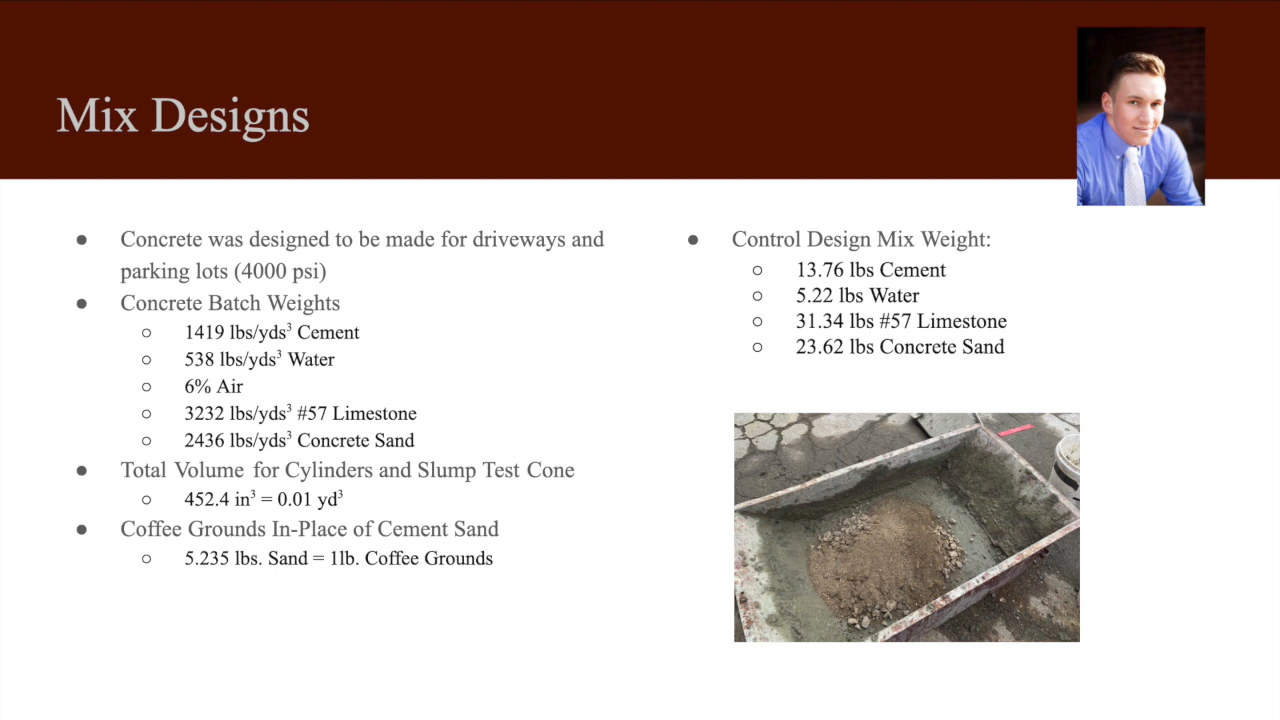 Mix Designs
● Concrete was designed to be made for driveways and
parking lots (4000 psi)
● Concrete Batch Weights
○ 1419 lbs/yds³ Cement
○ 538 lbs/yds³ Water
○ 6% Air
○ 3232 lbs/yds³ #57 Limestone
○ 2436 lbs/yds³ Concrete Sand
● Total Volume for Cylinders and Slump Test Cone
○ 452.4 in³ = 0.01 yd³
● Coffee Grounds In-Place of Cement Sand
○ 5.235 lbs. Sand = 1lb. Coffee Grounds
● Control Design Mix Weight:
○ 13.76 lbs Cement
○ 5.22 lbs Water
○ 31.34 lbs #57 Limestone
○ 23.62 lbs Concrete Sand